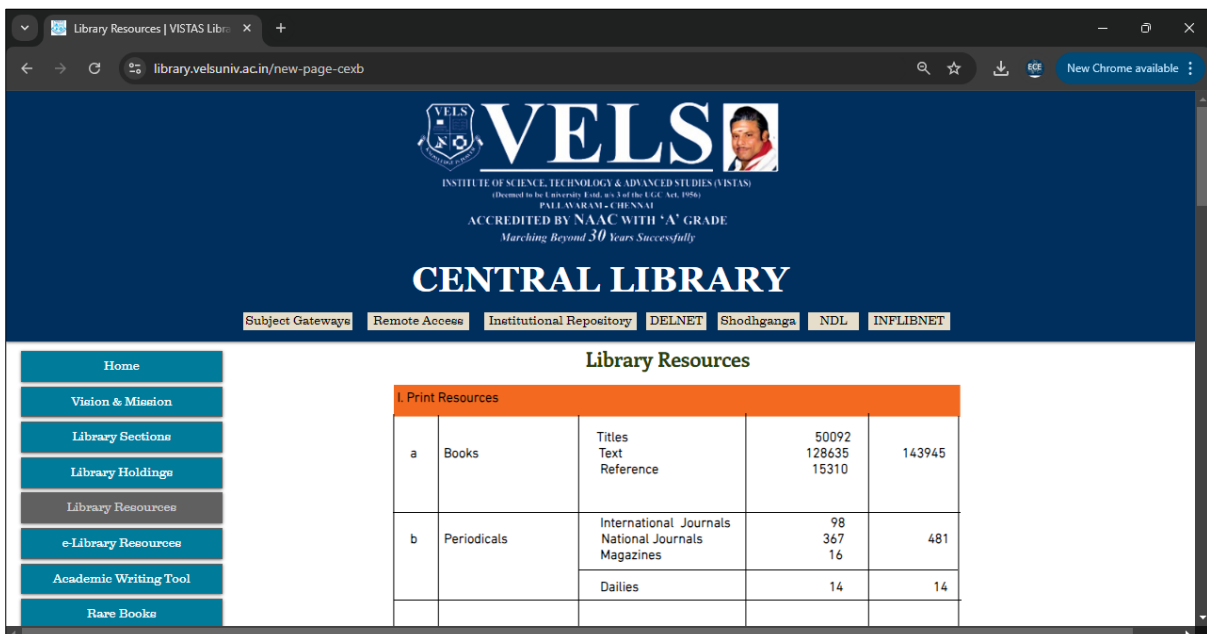 Library Resources | VISTAS Libra
library.velsuniv.ac.in/new-page-cexb
ECE
New Chrome available
VELS
VELS
INSTITUTE OF SCIENCE, TECHNOLOGY & ADVANCED STUDIES (VISTAS)
(Deemed to be University Estd. u/s 3 of the UGC Act, 1956)
PALLAVARAM - CHENNAI
ACCREDITED BY NAAC WITH ‘A’ GRADE
Marching Beyond 30 Years Successfully
CENTRAL LIBRARY
Subject Gateways Remote Access Institutional Repository DELNET Shodhganga NDL INFLIBNET
Home
Vision & Mission
Library Sections
Library Holdings
Library Resources
e-Library Resources
Academic Writing Tool
Rare Books
Library Resources
I. Print Resources
a Books Titles 50092
Text 128635 143945
Reference 15310
International Journals 98
b Periodicals National Journals 367 481
Magazines 16
Dailies 14 14